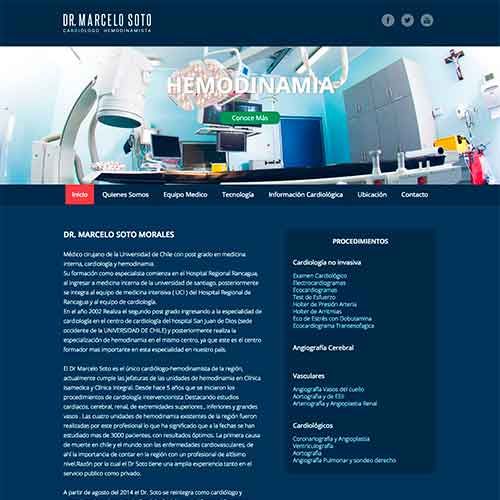 DR. MARCELO SOTO
CARDIÓLOGO HEMODINAMISTA
HEMODINAMIA
Conoce Más
Inicio Quienes Somos Equipo Medico Tecnología Información Cardiológica Ubicación Contacto
DR. MARCELO SOTO MORALES
Médico cirujano de la Universidad de Chile con post grado en medicina
interna, cardiología y hemodinamia.
Su formación como especialista comienza en el Hospital Regional Rancagua,
al ingresar a medicina interna de la universidad de santiago, posteriormente
se integra al equipo de medicina intensiva ( UCI ) del Hospital Regional de
Rancagua y al equipo de cardiología.
En el año 2002 Realiza el segundo post grado ingresando a la especialidad de
cardiología en el centro de cardiología del hospital San Juan de Dios (sede
occidente de la UNIVERSIDAD DE CHILE) y posteriormente realiza la
especialización de hemodinamia en el mismo centro, ya que este es el centro
formador mas importante en esta especialidad en nuestro país.
El Dr Marcelo Soto es el único cardiólogo-hemodinamista de la región,
actualmente cumple las jefaturas de las unidades de hemodinamia en Clínica
Isamedica y Clínica Integral. Desde hace 5 años que se iniciaron los
procedimientos de cardiología intervencionista Destacando estudios
cardiacos, cerebral, renal, de extremidades superiores , inferiores y grandes
vasos . Las cuatro unidades de hemodinamia existentes de la región fueron
realizadas por este profesional lo que ha significado que a la fechas se han
estudiado mas de 3000 pacientes, con resultados óptimos. La primera causa
de muerte en chile y el mundo son las enfermedades cardiovasculares, de
ahí la importancia de contar en la región con un profesional de altísimo
nivel.Razón por la cual el Dr Soto tiene una amplia experiencia tanto en el
servicio publico como privado.
A partir de agosto del 2014 el Dr. Soto se reintegra como cardiólogo y
PROCEDIMIENTOS
Cardiología no invasiva
Examen Cardiológico
Electrocardiogramas
Ecocardiogramas
Test de Esfuerzo
Holter de Presión Arteria
Holter de Arritmias
Eco de Estrés con Dobutamina
Ecocardiograma Transesofagica
Angiografía Cerebral
Vasculares
Angiografía Vasos del cuello
Aortografía y de EEII
Arteriografía y Angioplastia Renal
Cardiológicos
Coronariografía y Angioplastia
Ventriculografía
Aortografía
Angiografía Pulmonar y sondeo derecho